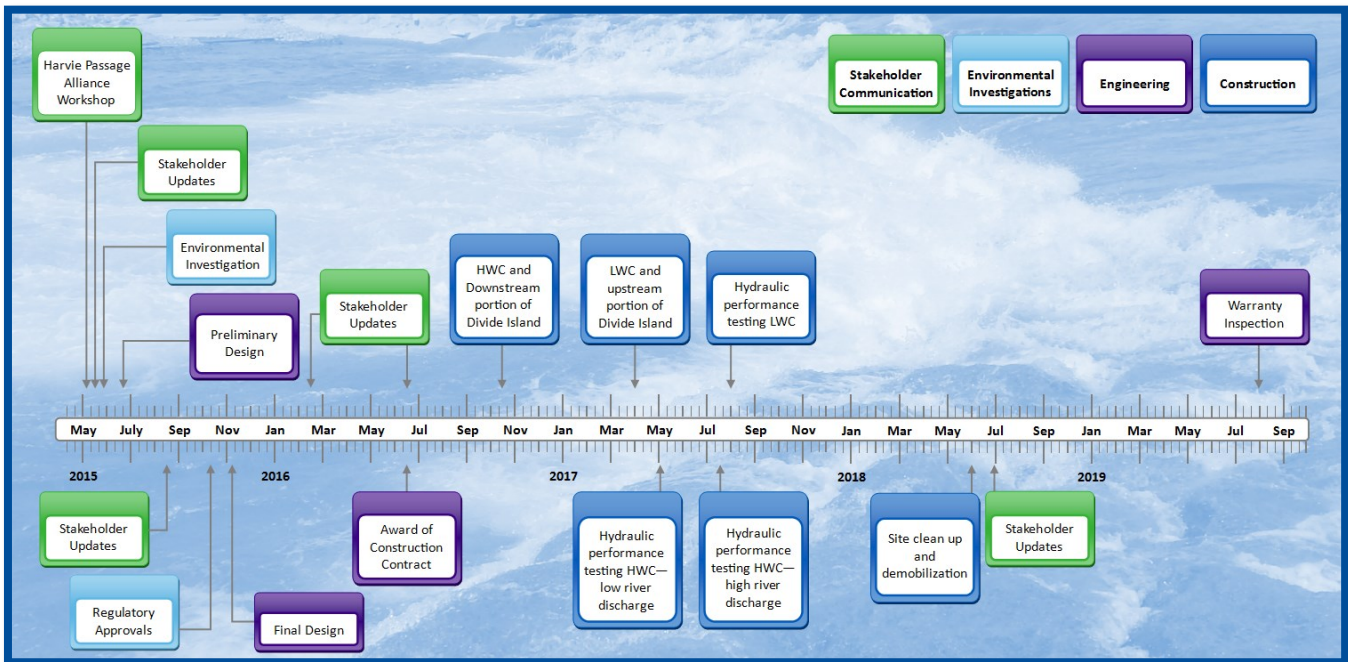 Harvie Passage
Alliance
Workshop
Stakeholder
Communication
Environmental
Investigations
Engineering
Construction
Stakeholder
Updates
Environmental
Investigation
Preliminary
Design
Stakeholder
Updates
HWC and
Downstream
portion of
Divide Island
LWC and
upstream
portion of
Divide Island
Hydraulic
performance
testing LWC
Warranty
Inspection
May July Sep Nov Jan Mar May Jul Sep Nov Jan Mar May Jul Sep Nov Jan Mar May Jul Sep Nov Jan Mar May Jul Sep
2015 2016 2017 2018 2019
Stakeholder
Updates
Regulatory
Approvals
Final Design
Award of
Construction
Contract
Hydraulic
performance
testing HWC—
low river
discharge
Hydraulic
performance
testing HWC—
high river
discharge
Site clean up
and
demobilization
Stakeholder
Updates